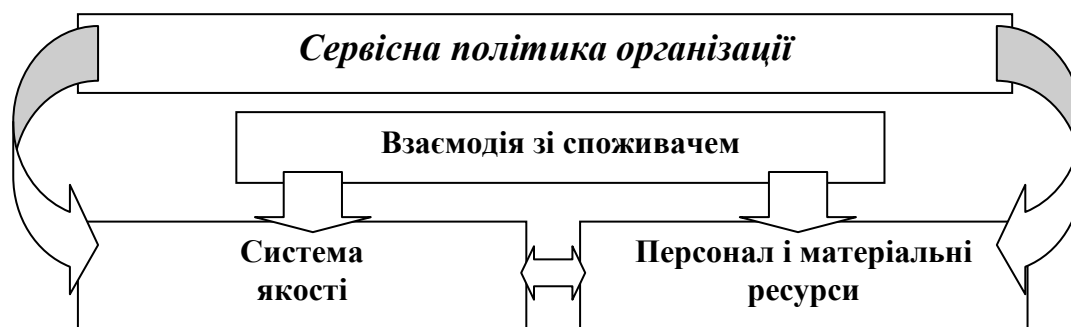 Сервісна політика організації
Взаємодія зі споживачем
Система
якості
Персонал і матеріальні
ресурси